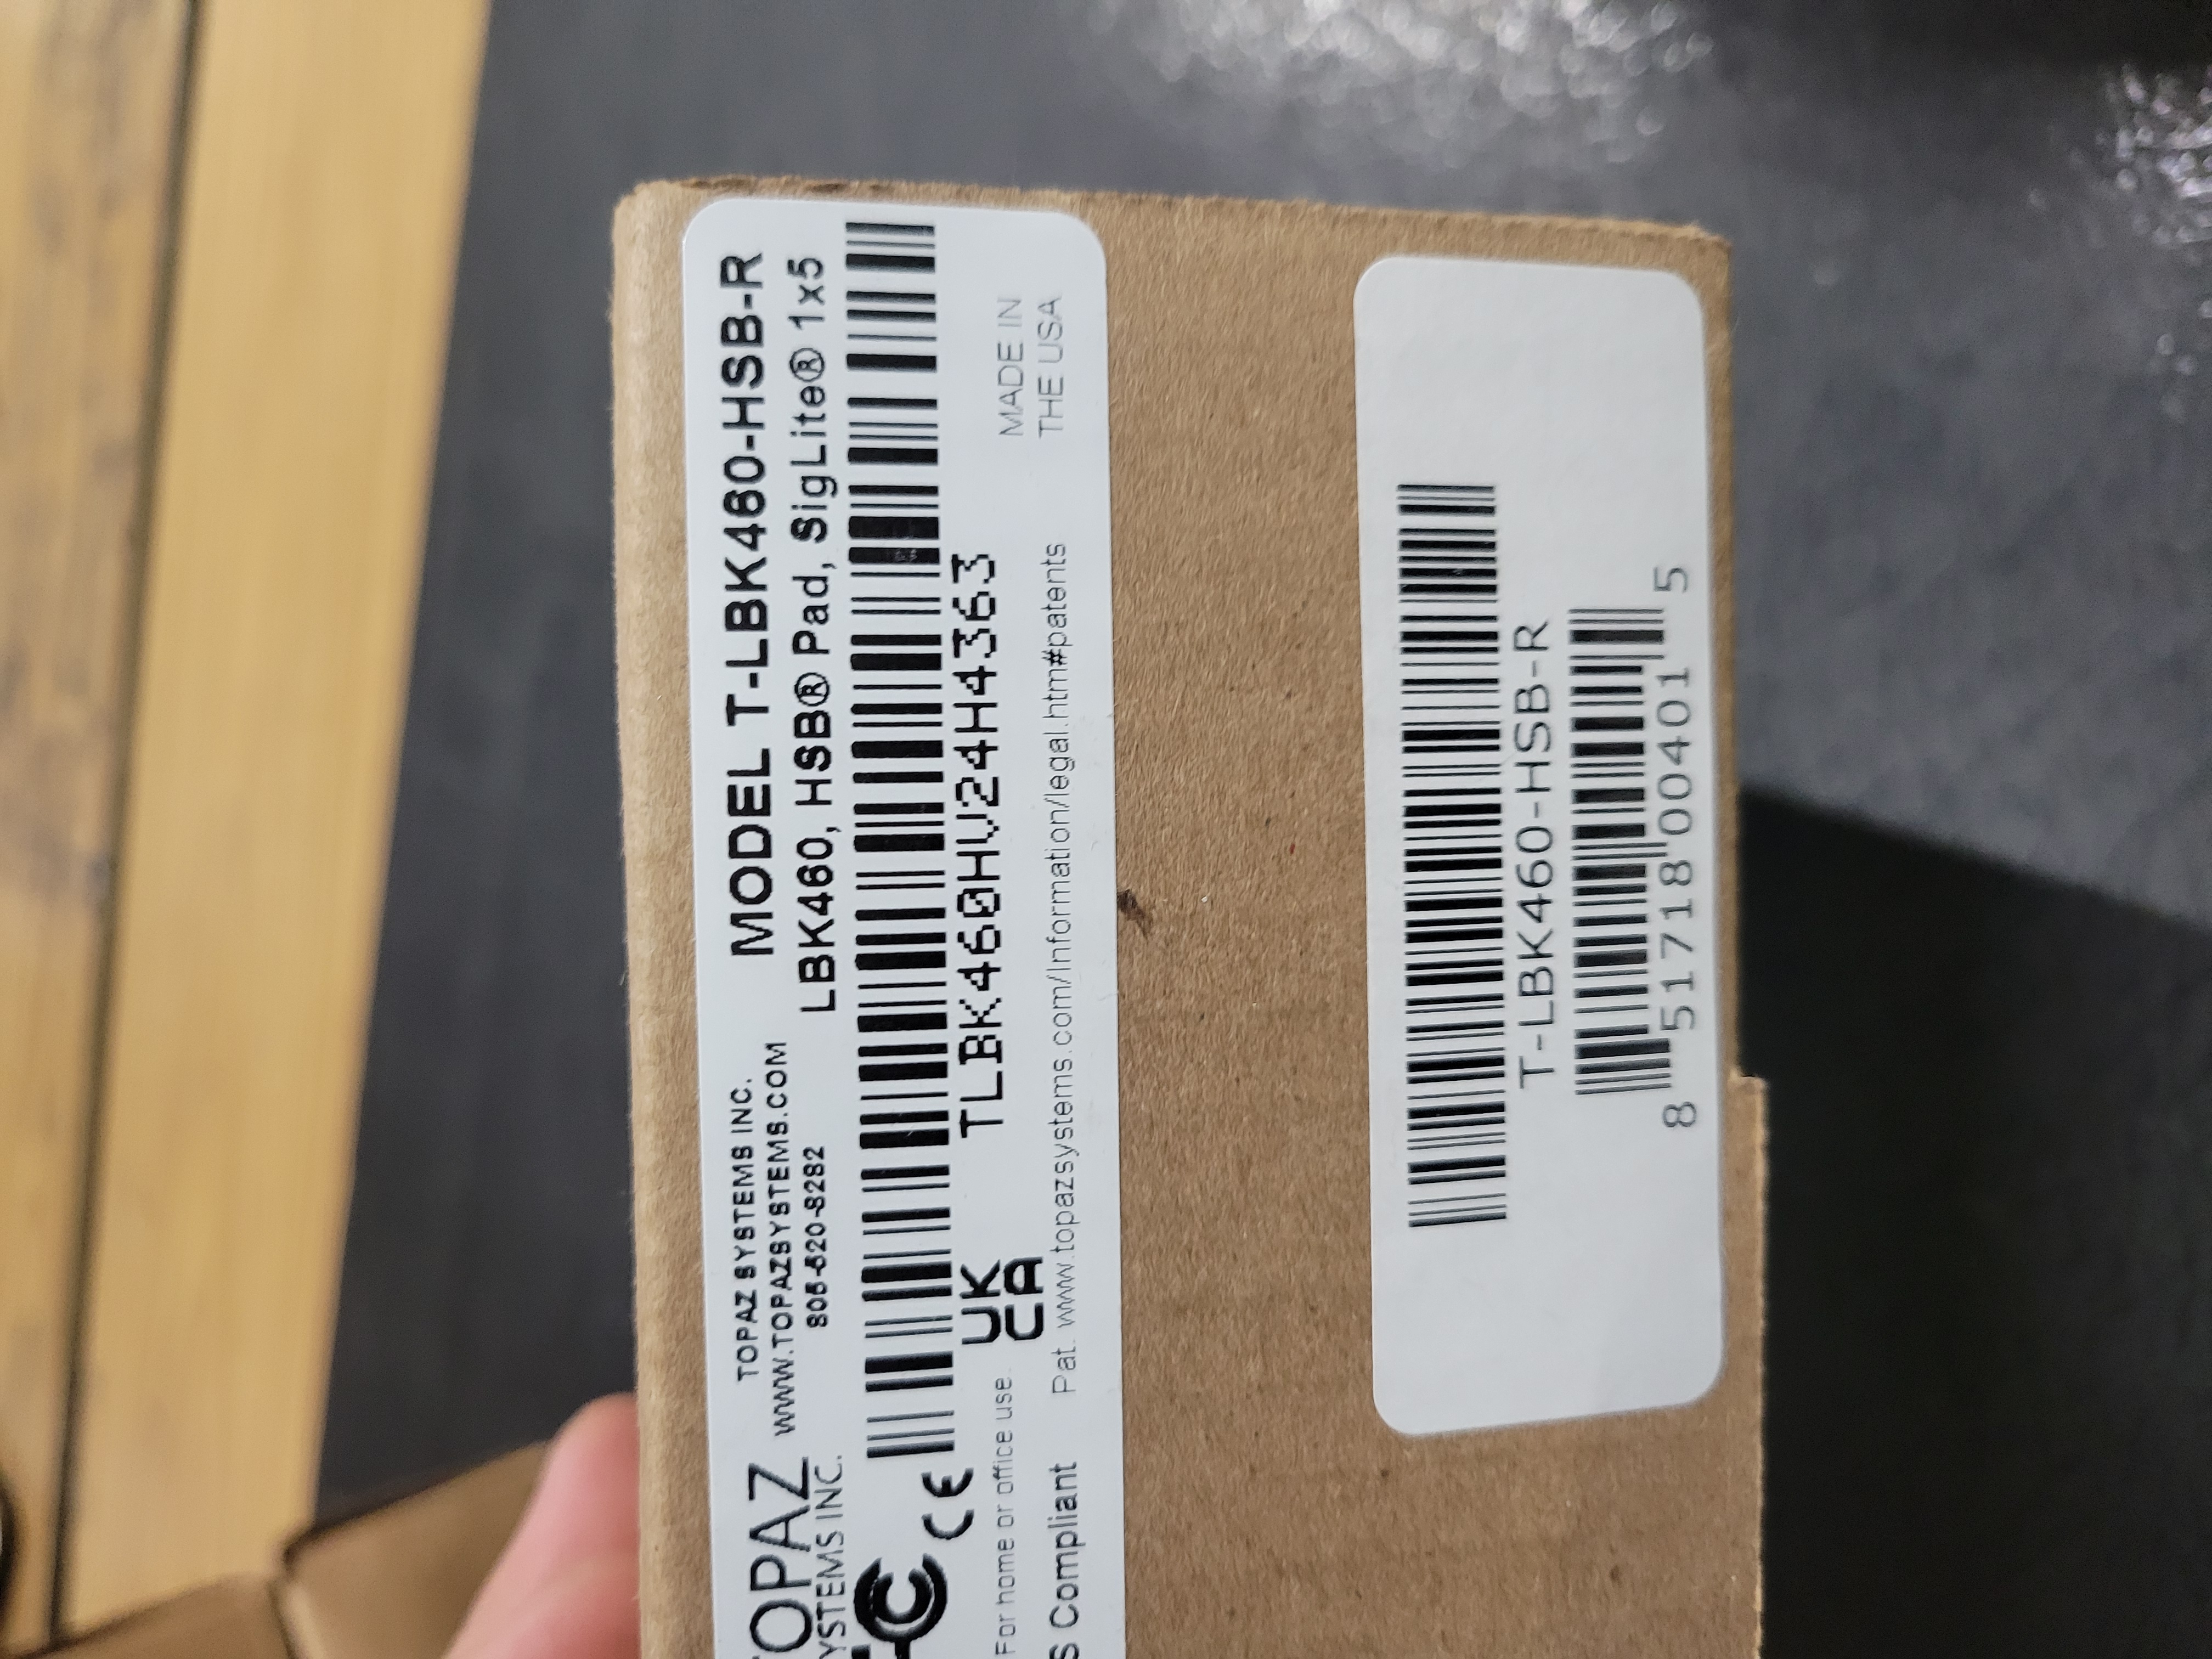 TOPAZ
SYSTEMS INC.
TOPAZ SYSTEMS INC.
WWW.TOPAZSYSTEMS.COM
805-520-8282
MODEL T-LBK460-HSB-R
LBK460, HSB® Pad, SigLite® 1x5
FC CE
TLBK460HV24H4363
For home or office use.
UK
CA
MADE IN
THE USA
S Compliant
Pat. www.topazsystems.com/information/legal.htm#patents
T-LBK460-HSB-R
8 51718 00401 5